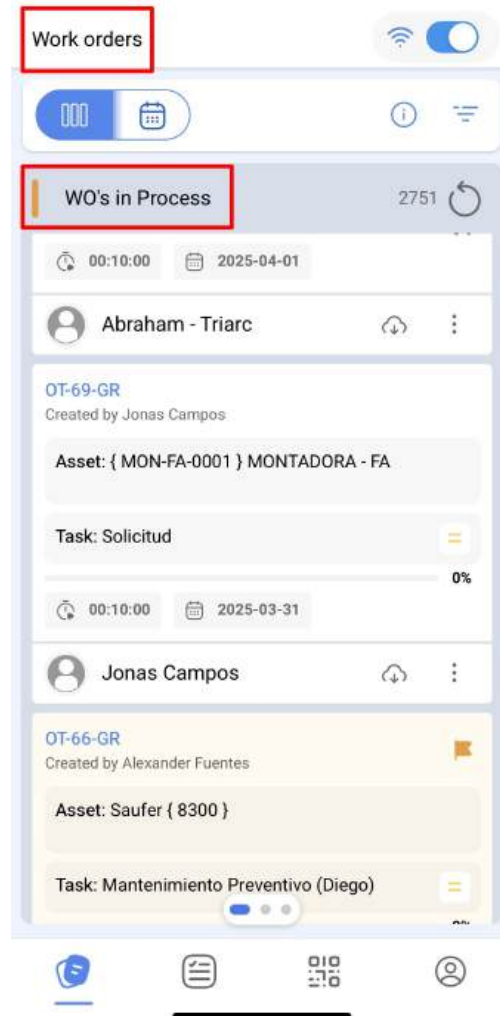 Work orders
WO's in Process
2751
00:10:00
2025-04-01
Abraham - Triarc
OT-69-GR
Created by Jonas Campos
Asset: { MON-FA-0001 } MONTADORA - FA
Task: Solicitud
0%
00:10:00
2025-03-31
Jonas Campos
OT-66-GR
Created by Alexander Fuentes
Asset: Saufer { 8300 }
Task: Mantenimiento Preventivo (Diego)